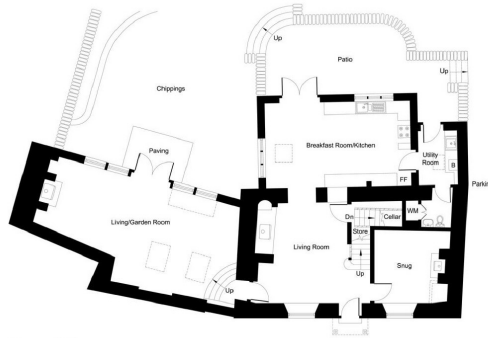 Up
Patio
Up
Chippings
Paving
Breakfast Room/Kitchen
Utility
Room
B
FF
Parkin
Living/Garden Room
Dn
Cellar
WM
Store
Living Room
Up
Snug
Up